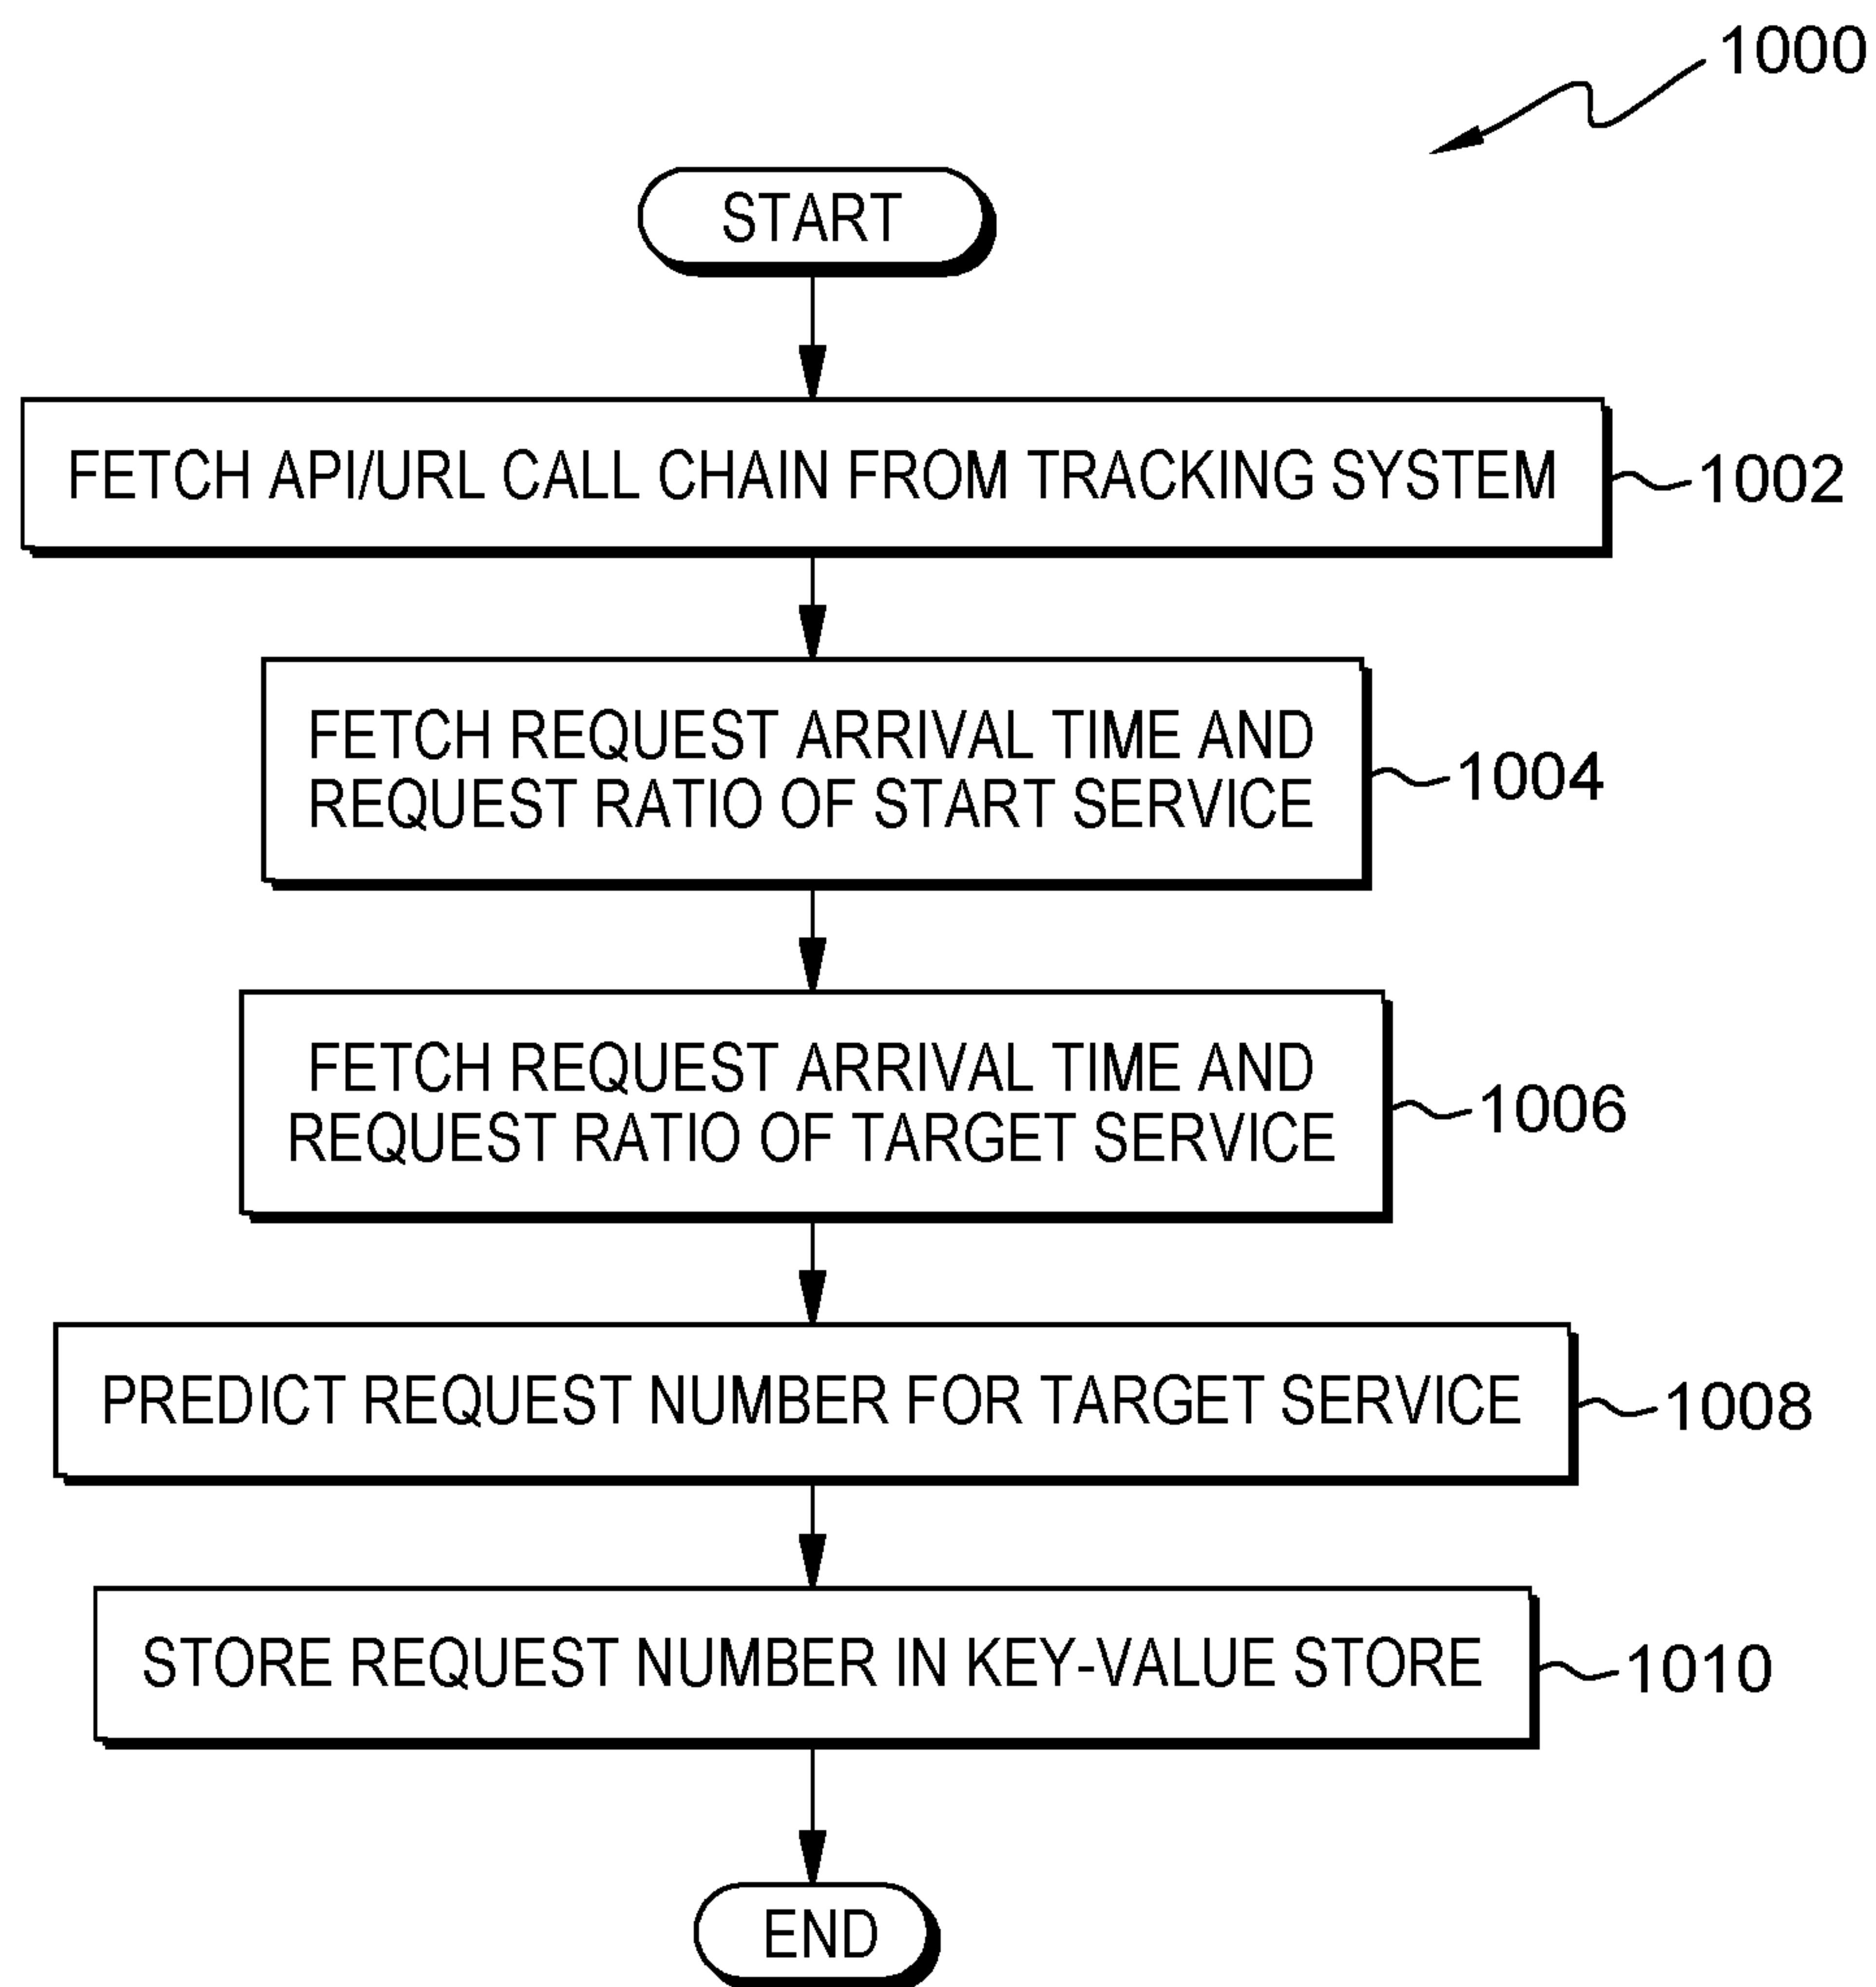 1000
START
FETCH API/URL CALL CHAIN FROM TRACKING SYSTEM
1002
FETCH REQUEST ARRIVAL TIME AND
REQUEST RATIO OF START SERVICE
1004
FETCH REQUEST ARRIVAL TIME AND
REQUEST RATIO OF TARGET SERVICE
1006
PREDICT REQUEST NUMBER FOR TARGET SERVICE
1008
STORE REQUEST NUMBER IN KEY-VALUE STORE
1010
END